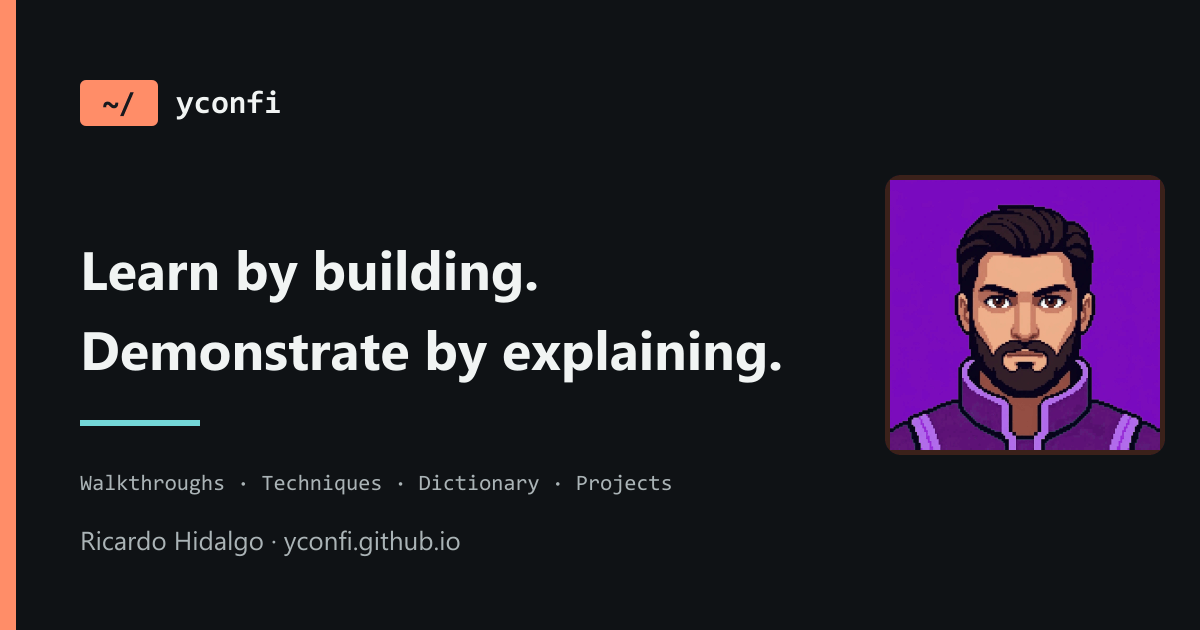 ~/ yconfi
Learn by building.
Demonstrate by explaining.
Walkthroughs · Techniques · Dictionary · Projects
Ricardo Hidalgo · yconfi.github.io